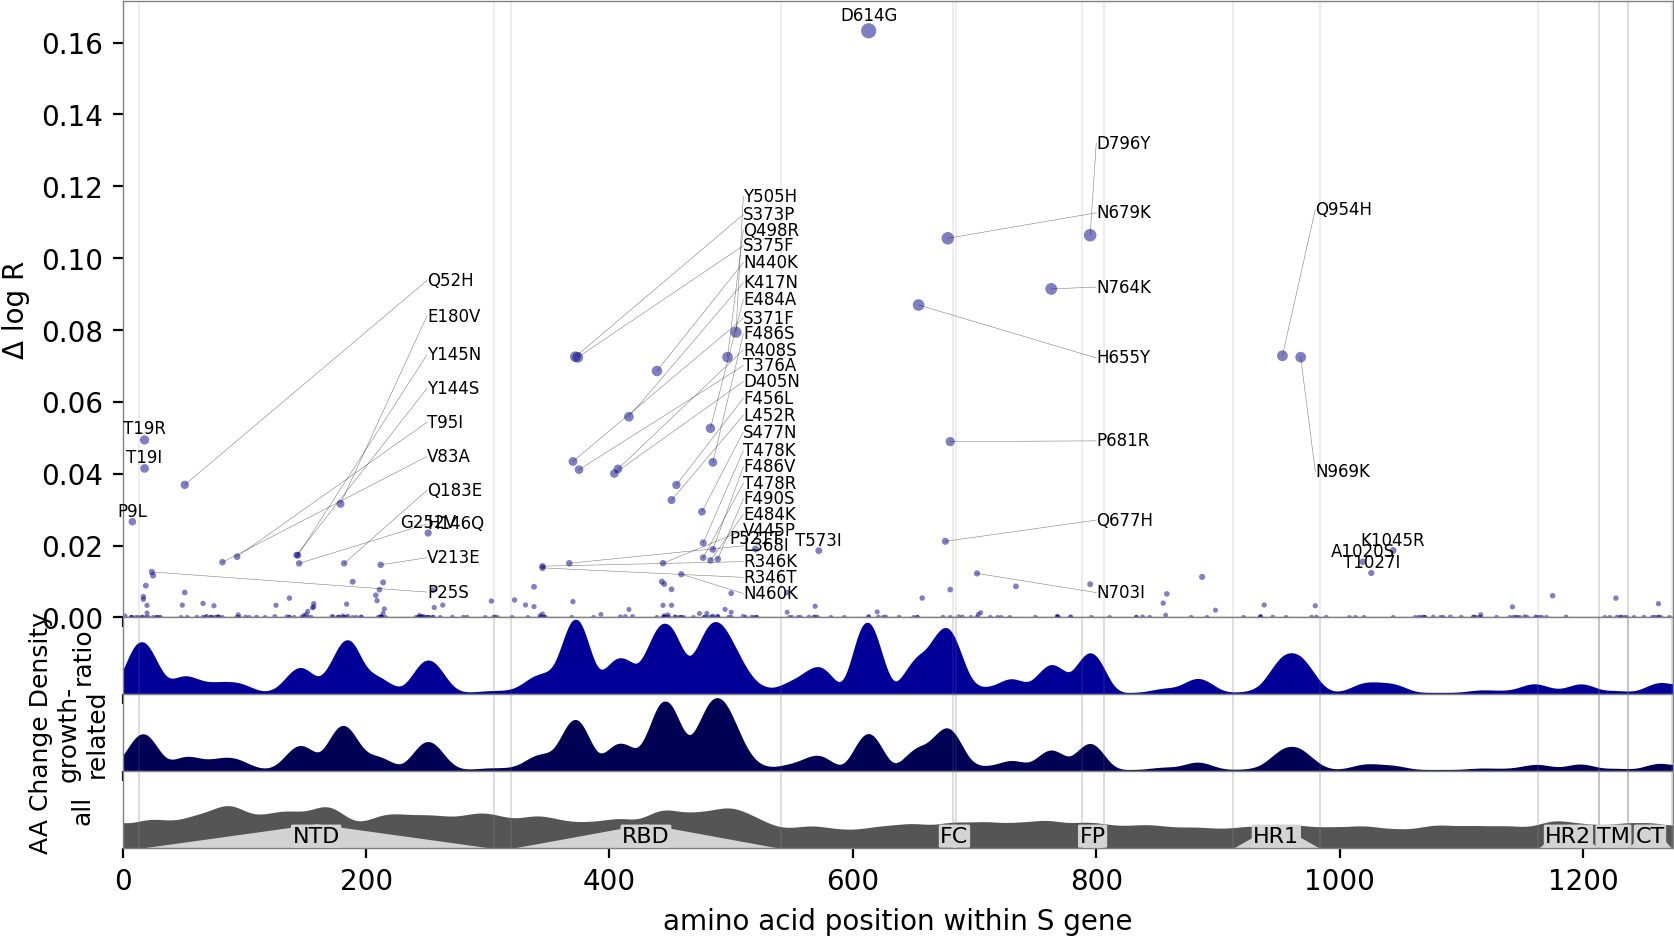 D614G
0.16
0.14
D796Y
0.12
Y505H
S373P
N679K
Q954H
Q498R
S375F
0.10
N440K
Δ log R
Q52H
K417N
N764K
E484A
E180V
S371F
0.08
F486S
Y145N
R408S
H655Y
T376A
Y144S
D405N
0.06
F456L
L452R
T95I
T19R
S477N
P681R
V83A
T478K
T19I
F486V
N969K
0.04
Q183E
T478R
F490S
P9L
E484K
Q677H
G252V
H146Q
V445P
T573I
K1045R
0.02
L368I
A1020S
V213E
R346K
T1027I
R346T
P25S
N460K
N703I
0.00
AA Change Density
ratio
growth-
related
all
NTD
RBD
FC
FP
HR1
HR2
TM
CT
0
200
400
600
800
1000
1200
amino acid position within S gene